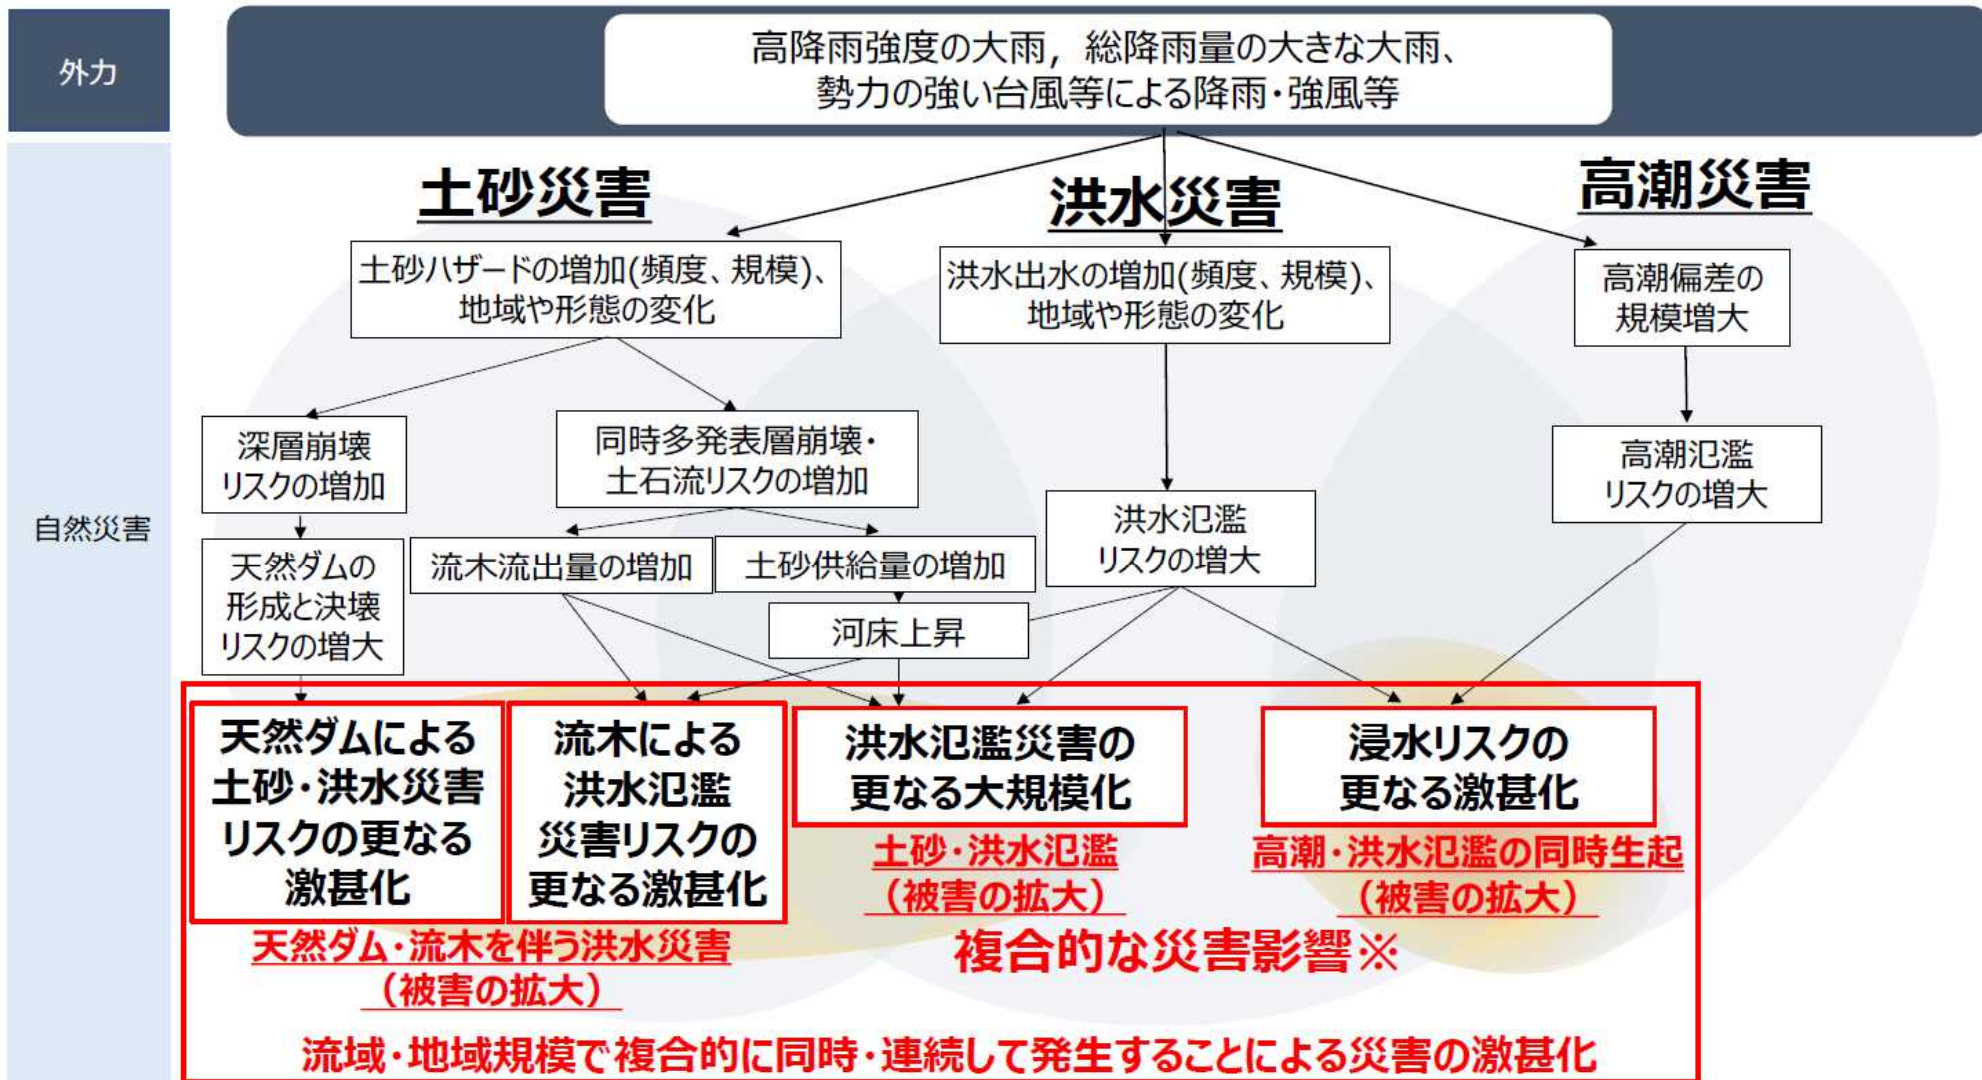 外力
高降雨強度の大雨，総降雨量の大きな大雨、
勢力の強い台風等による降雨・強風等
自然災害
土砂災害
洪水災害
高潮災害
土砂ハザードの増加(頻度、規模)、
地域や形態の変化
洪水出水の増加(頻度、規模)、
地域や形態の変化
高潮偏差の
規模増大
深層崩壊
リスクの増加
同時多発表層崩壊・
土石流リスクの増加
洪水氾濫
リスクの増大
高潮氾濫
リスクの増大
天然ダムの
形成と決壊
リスクの増大
流木流出量の増加
土砂供給量の増加
河床上昇
天然ダムによる
土砂・洪水災害
リスクの更なる
激甚化
流木による
洪水氾濫
災害リスクの
更なる激甚化
洪水氾濫災害の
更なる大規模化
浸水リスクの
更なる激甚化
土砂・洪水氾濫
（被害の拡大）
高潮・洪水氾濫の同時生起
（被害の拡大）
天然ダム・流木を伴う洪水災害
（被害の拡大）
複合的な災害影響※
流域・地域規模で複合的に同時・連続して発生することによる災害の激甚化